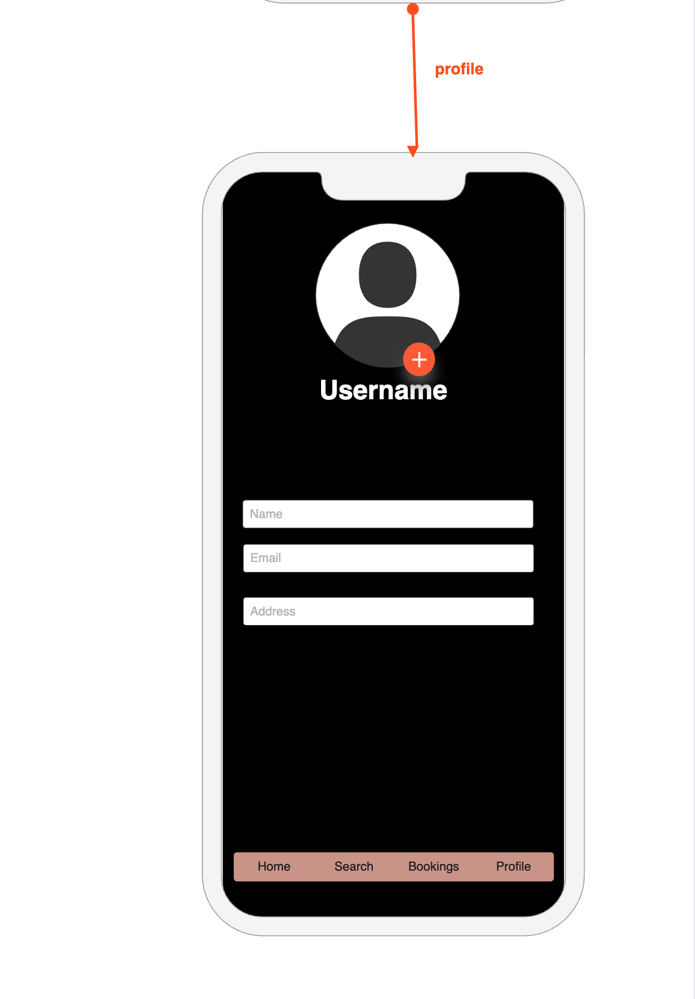 profile
Username
Name
Email
Address
Home Search Bookings Profile